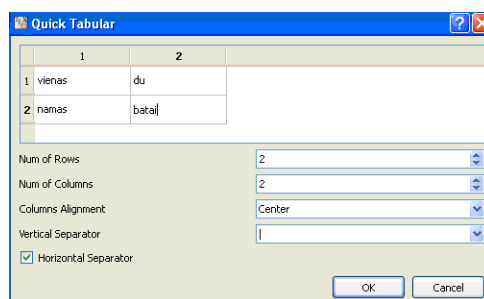 Quick Tabular
1 2
1 vienas du
2 namas batai
Num of Rows 2
Num of Columns 2
Columns Alignment Center
Vertical Separator |
Horizontal Separator
OK Cancel